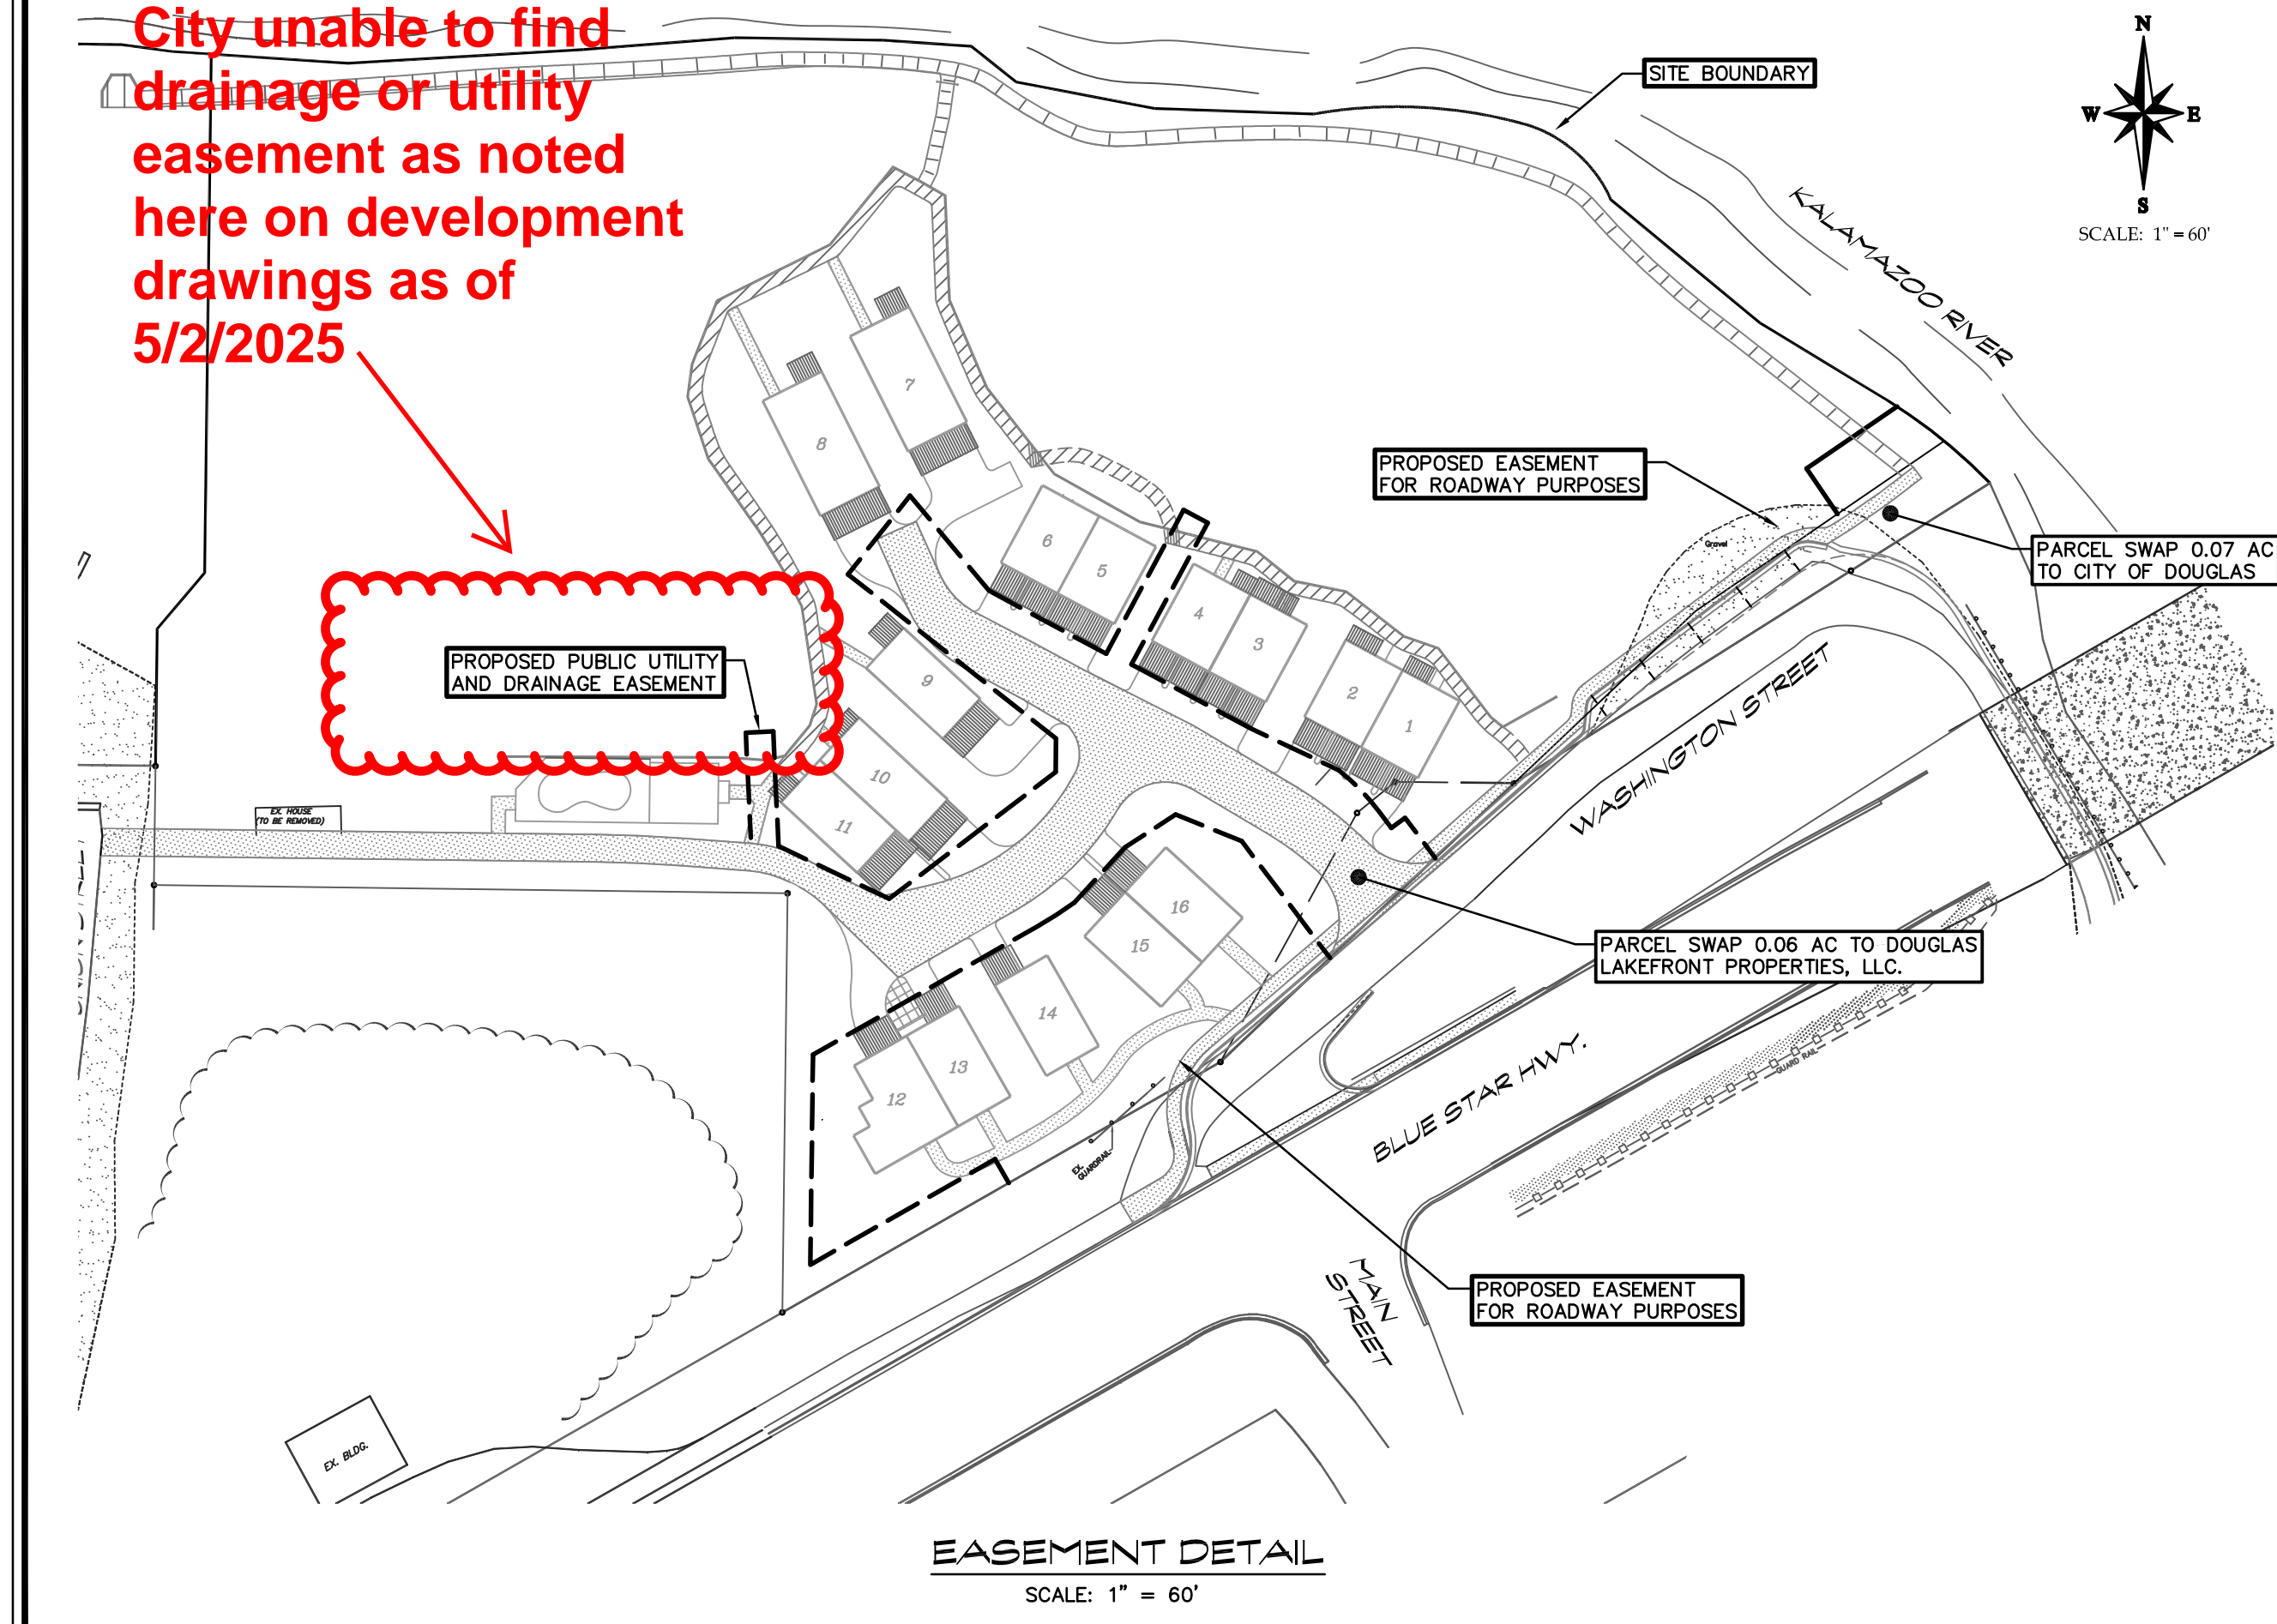 City unable to find
drainage or utility
easement as noted
here on development
drawings as of
5/2/2025
N
W E
S
SCALE: 1" = 60'
SITE BOUNDARY
KALAMAZOO RIVER
PROPOSED EASEMENT
FOR ROADWAY PURPOSES
Gravel
PARCEL SWAP 0.07 AC
TO CITY OF DOUGLAS
7
8
6
5
4
3
2
1
PROPOSED PUBLIC UTILITY
AND DRAINAGE EASEMENT
9
10
11
EX. HOUSE
(TO BE REMOVED)
WASHINGTON STREET
16
15
14
13
12
PARCEL SWAP 0.06 AC TO DOUGLAS
LAKEFRONT PROPERTIES, LLC.
BLUE STAR HWY.
GUARD RAIL
EX.
GUARDRAIL
MAIN
STREET
PROPOSED EASEMENT
FOR ROADWAY PURPOSES
EX. BLDG.
EASEMENT DETAIL
SCALE: 1" = 60'